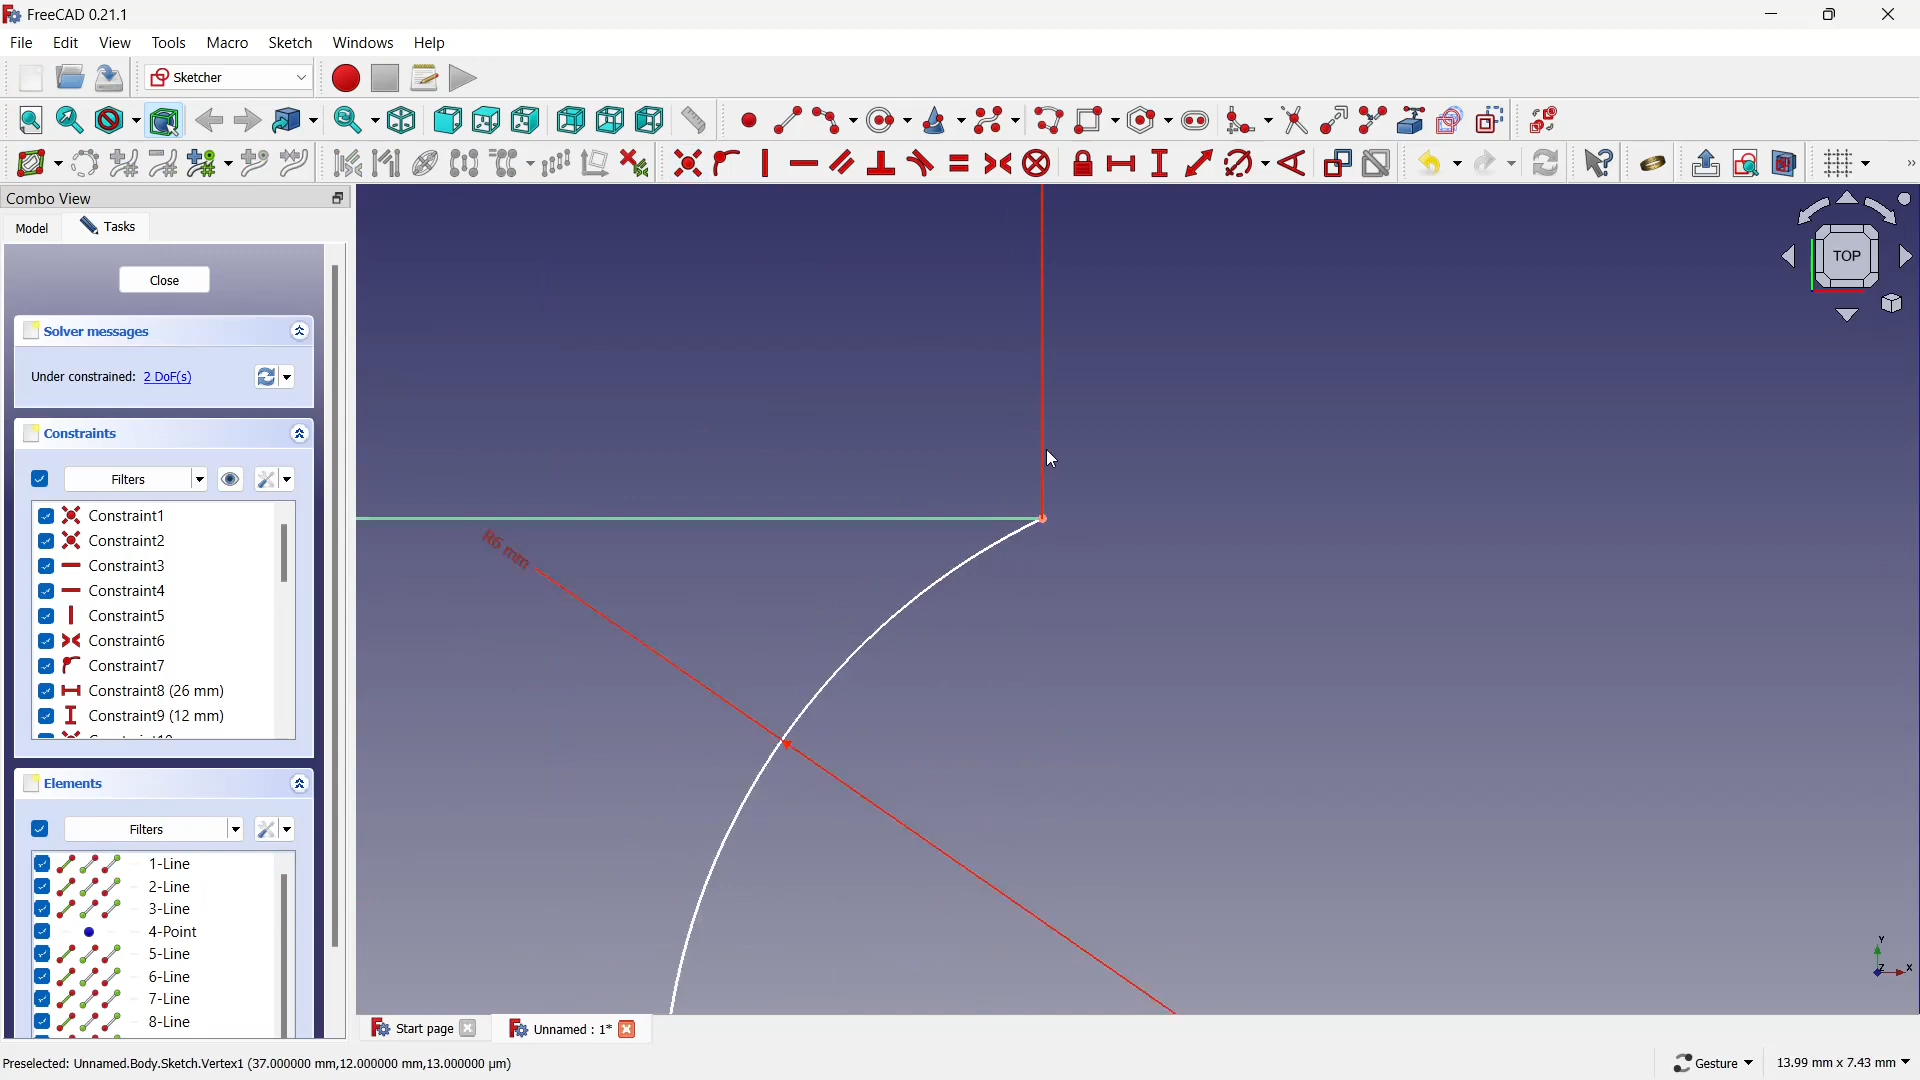 FreeCAD 0.21.1
File Edit View Tools Macro Sketch Windows Help
Sketcher
Combo View
Model Tasks
Close
Solver messages
Under constrained: 2 DoF(s)
Constraints
Filters
Constraint1
Constraint2
Constraint3
Constraint4
Constraint5
Constraint6
Constraint7
Constraint8 (26 mm)
Constraint9 (12 mm)
Elements
Filters
1-Line
2-Line
3-Line
4-Point
5-Line
6-Line
7-Line
8-Line
R6 mm
TOP
Y
Z X
Start page Unnamed : 1*
Preselected: Unnamed.Body.Sketch.Vertex1 (37.000000 mm,12.000000 mm,13.000000 µm)
Gesture 13.99 mm x 7.43 mm